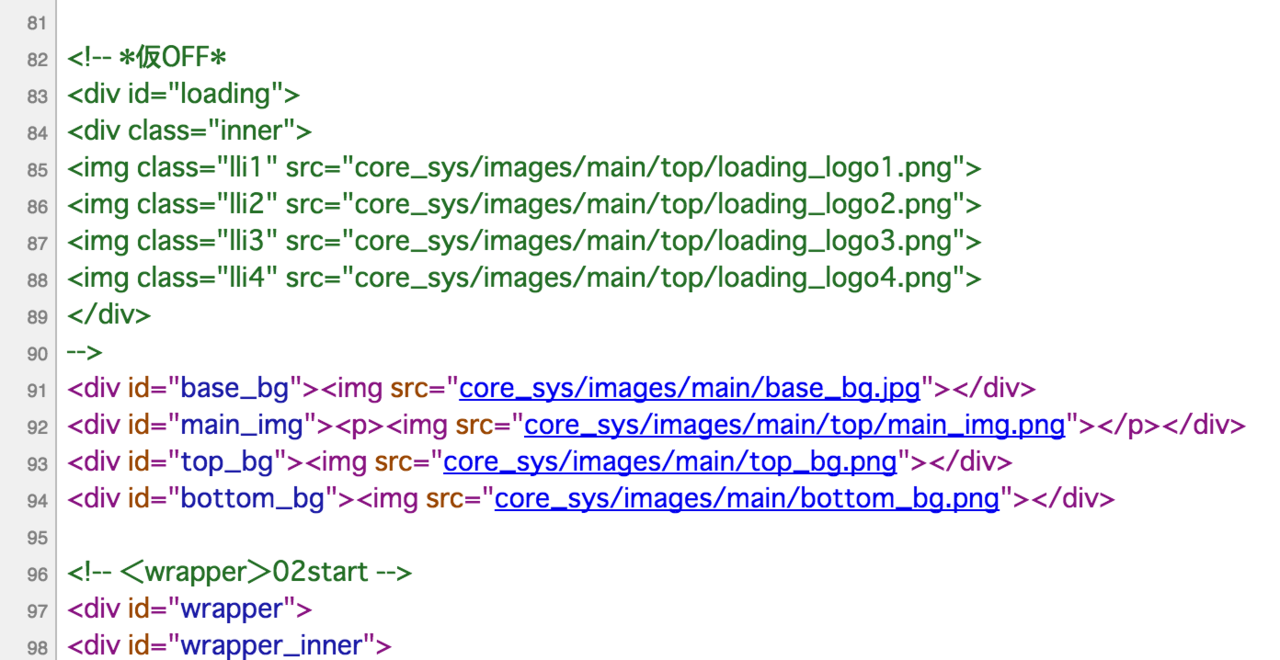 81
82 <!-- *仮OFF*
83 <div id="loading">
84 <div class="inner">
85 <img class="lli1" src="core_sys/images/main/top/loading_logo1.png">
86 <img class="lli2" src="core_sys/images/main/top/loading_logo2.png">
87 <img class="lli3" src="core_sys/images/main/top/loading_logo3.png">
88 <img class="lli4" src="core_sys/images/main/top/loading_logo4.png">
89 </div>
90 -->
91 <div id="base_bg"><img src="core_sys/images/main/base_bg.jpg"></div>
92 <div id="main_img"><p><img src="core_sys/images/main/top/main_img.png"></p></div>
93 <div id="top_bg"><img src="core_sys/images/main/top_bg.png"></div>
94 <div id="bottom_bg"><img src="core_sys/images/main/bottom_bg.png"></div>
95
96 <!-- ＜wrapper＞02start -->
97 <div id="wrapper">
98 <div id="wrapper_inner">